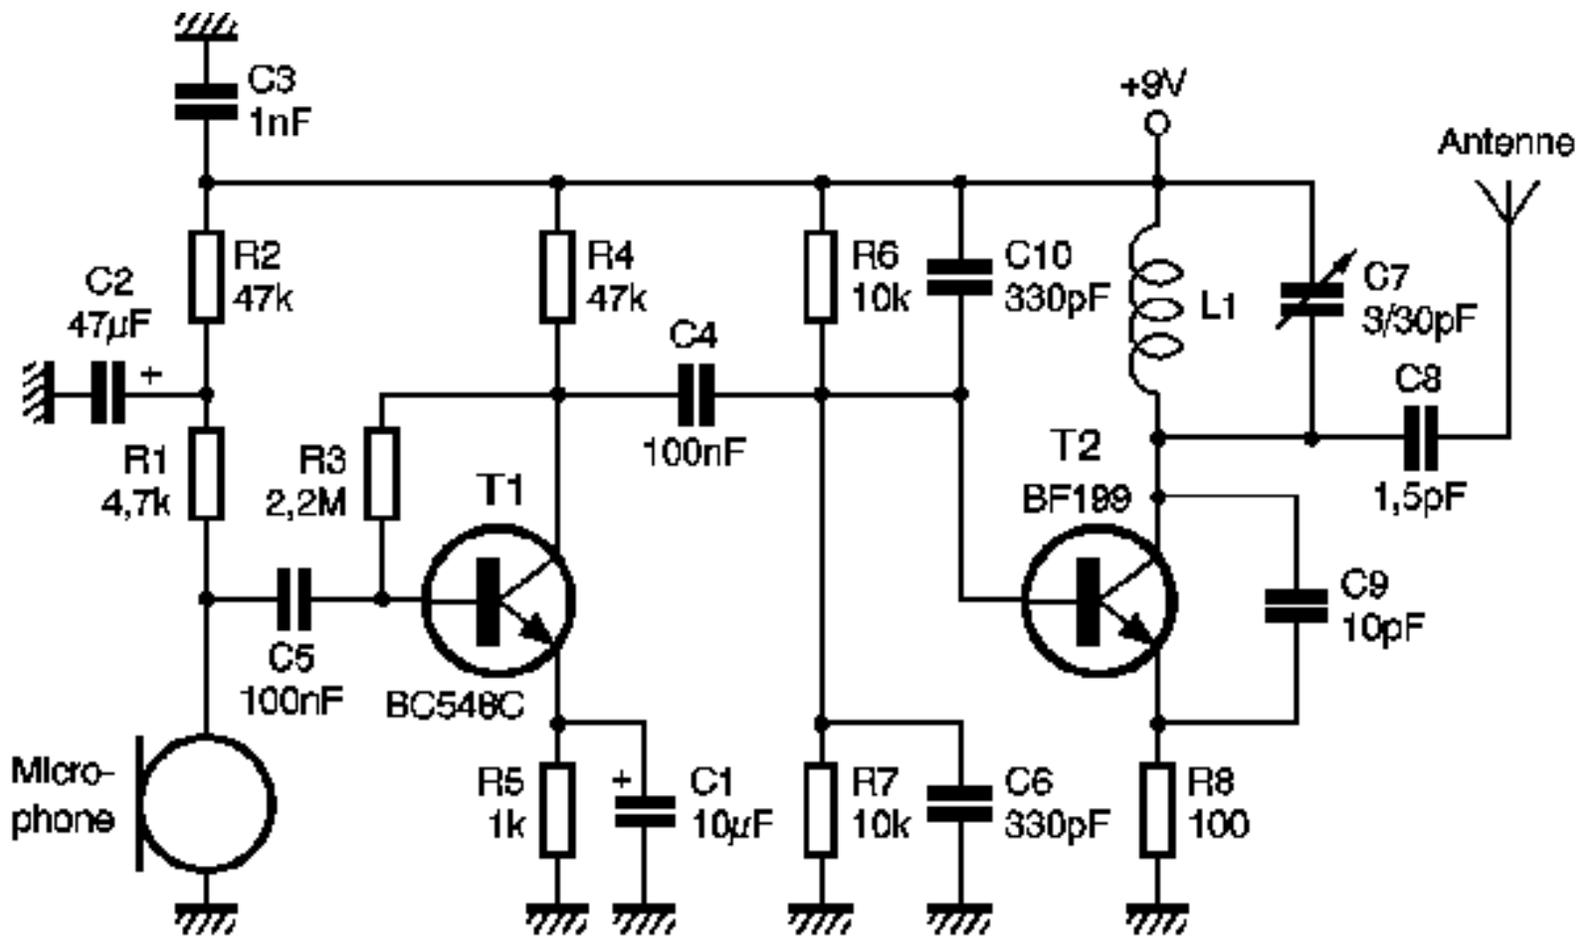 C3
1nF
+9V
Antenne
R2
47k
R4
47k
R6
10k
C10
330pF
L1
C7
3/30pF
C2
47µF
+
C4
100nF
C8
1,5pF
R1
4,7k
R3
2,2M
T1
BC548C
T2
BF199
C5
100nF
C9
10pF
Micro-
phone
R5
1k
+
C1
10µF
R7
10k
C6
330pF
R8
100